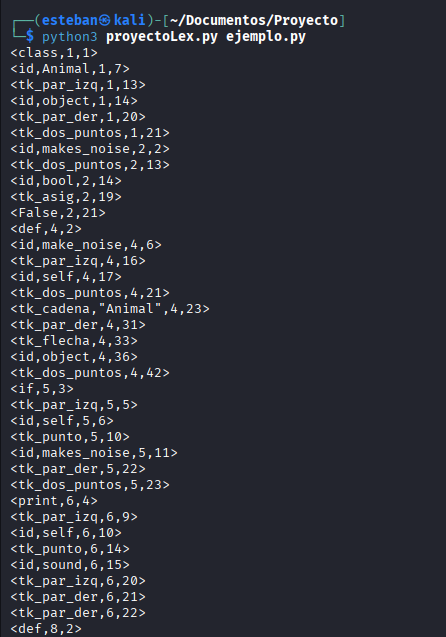 ┌──(esteban㉿kali)-[~/Documentos/Proyecto]
└─$ python3 proyectoLex.py ejemplo.py
<class,1,1>
<id,Animal,1,7>
<tk_par_izq,1,13>
<id,object,1,14>
<tk_par_der,1,20>
<tk_dos_puntos,1,21>
<id,makes_noise,2,2>
<tk_dos_puntos,2,13>
<id,bool,2,14>
<tk_asig,2,19>
<False,2,21>
<def,4,2>
<id,make_noise,4,6>
<tk_par_izq,4,16>
<id,self,4,17>
<tk_dos_puntos,4,21>
<tk_cadena,"Animal",4,23>
<tk_par_der,4,31>
<tk_flecha,4,33>
<id,object,4,36>
<tk_dos_puntos,4,42>
<if,5,3>
<tk_par_izq,5,5>
<id,self,5,6>
<tk_punto,5,10>
<id,makes_noise,5,11>
<tk_par_der,5,22>
<tk_dos_puntos,5,23>
<print,6,4>
<tk_par_izq,6,9>
<id,self,6,10>
<tk_punto,6,14>
<id,sound,6,15>
<tk_par_izq,6,20>
<tk_par_der,6,21>
<tk_par_der,6,22>
<def,8,2>